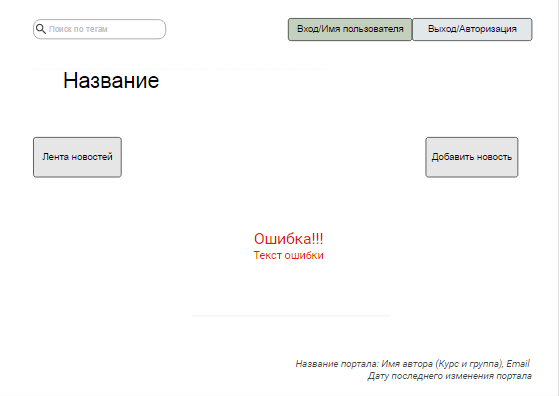 Поиск по тегам
Вход/Имя пользователя
Выход/Авторизация
Название
Лента новостей
Добавить новость
Ошибка!!!
Текст ошибки
Название портала: Имя автора (Курс и группа), Email
Дату последнего изменения портала